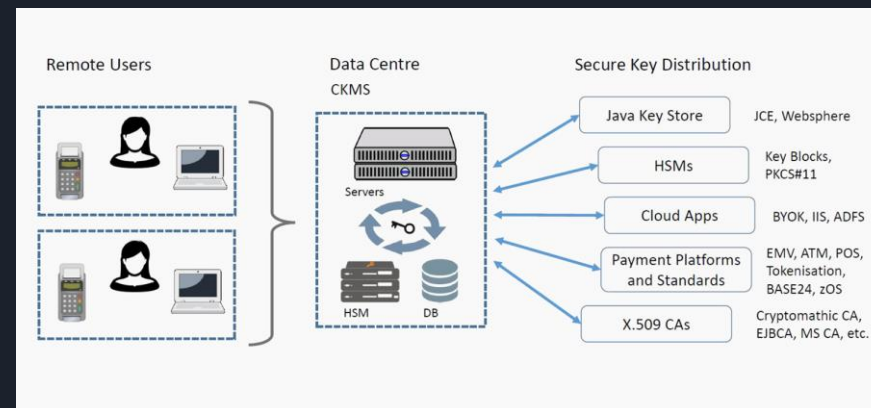 Remote Users
Data Centre
CKMS
Servers
HSM
DB
Secure Key Distribution
Java Key Store
JCE, Websphere
HSMs
Key Blocks,
PKCS#11
Cloud Apps
BYOK, IIS, ADFS
Payment Platforms
and Standards
EMV, ATM, POS,
Tokenisation,
BASE24, zOS
X.509 CAs
Cryptomathic CA,
EJBCA, MS CA, etc.